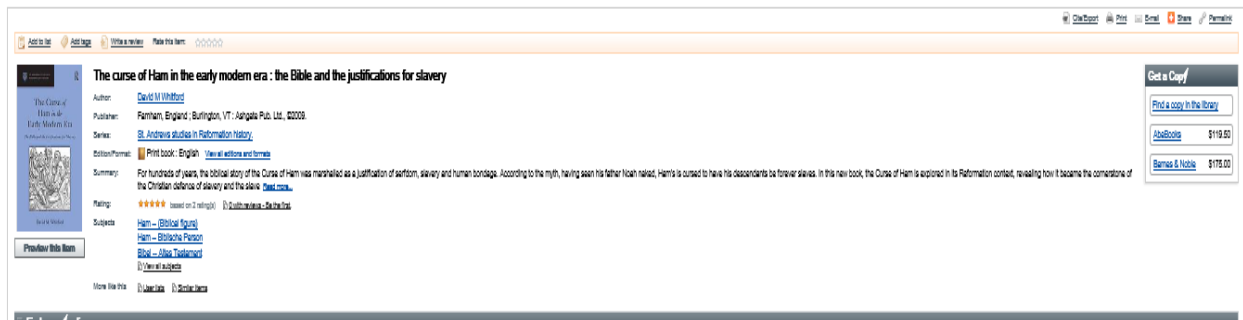 Cite/Export Print E-mail Share Permalink
Add to list Add tags Write a review Rate this item:
The curse of Ham in the early modern era : the Bible and the justifications for slavery
Get a Copy
Author: David M Whitford
Find a copy in the library
Publisher: Farnham, England ; Burlington, VT : Ashgate Pub. Ltd., ©2009.
Series: St. Andrews studies in Reformation history.
AbeBooks $119.50
Edition/Format: Print book : English View all editions and formats
Barnes & Noble $175.00
Summary: For hundreds of years, the biblical story of the Curse of Ham was marshalled as a justification of serfdom, slavery and human bondage. According to the myth, having seen his father Noah naked, Ham's is cursed to have his descendants be forever slaves. In this new book, the Curse of Ham is explored in its Reformation context, revealing how it became the cornerstone of
the Christian defence of slavery and the slave Read more...
Rating: based on 2 rating(s) 0 with reviews - Be the first.
Subjects Ham -- (Biblical figure)
Ham -- Biblische Person
Bibel -- Altes Testament
View all subjects
More like this User lists Similar Items
The Curse of
Ham in the
Early Modern Era
David M. Whitford
Preview this item